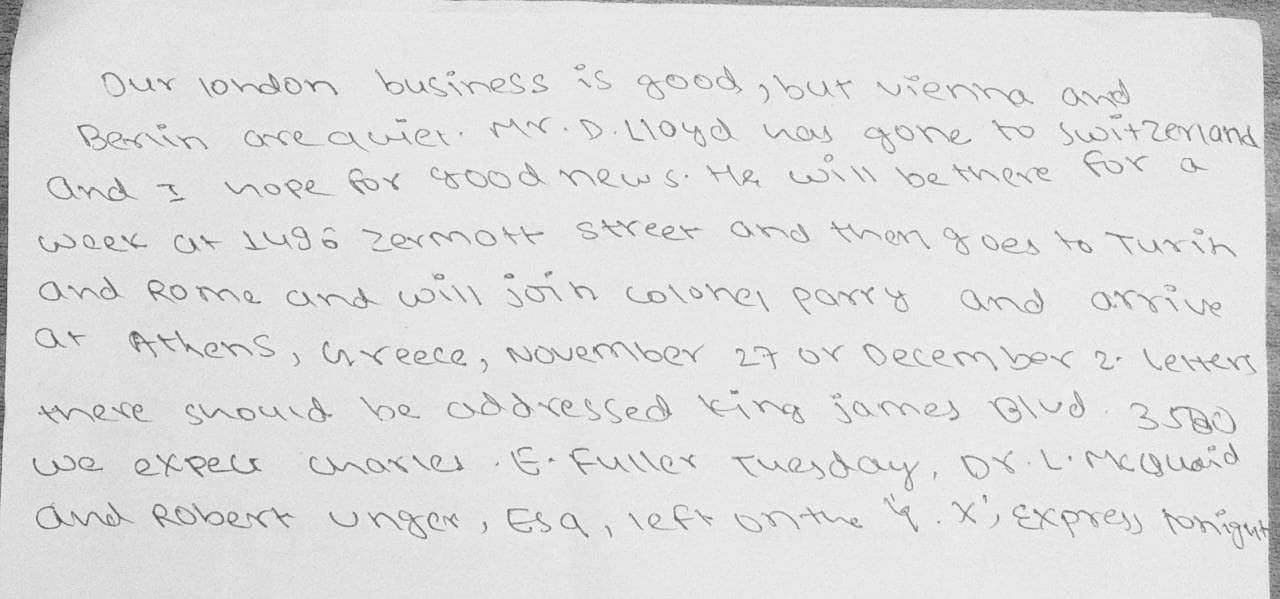 Our london business is good, but vienna and
Berlin are quiet. Mr. D. Lloyd has gone to Switzerland
and I hope for good news. He will be there for a
week at 1496 zermott street and then goes to Turin
and Rome and will join colonel parry and arrive
at Athens, Greece, November 27 or December 2. Letters
there should be addressed king james Blvd. 3580
we expect charles E. Fuller Tuesday, Dr. L. McQuaid
and Robert unger, Esq, left on the 'Y. X', Express tonight